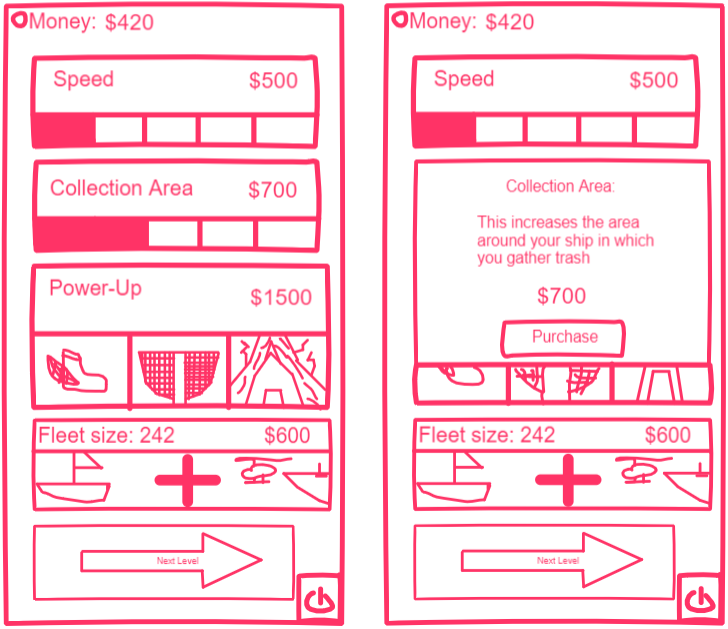 Money: $420
Speed $500
Collection Area $700
Power-Up $1500
Fleet size: 242 $600
Next Level
Money: $420
Speed $500
Collection Area:
This increases the area
around your ship in which
you gather trash
$700
Purchase
Fleet size: 242 $600
Next Level